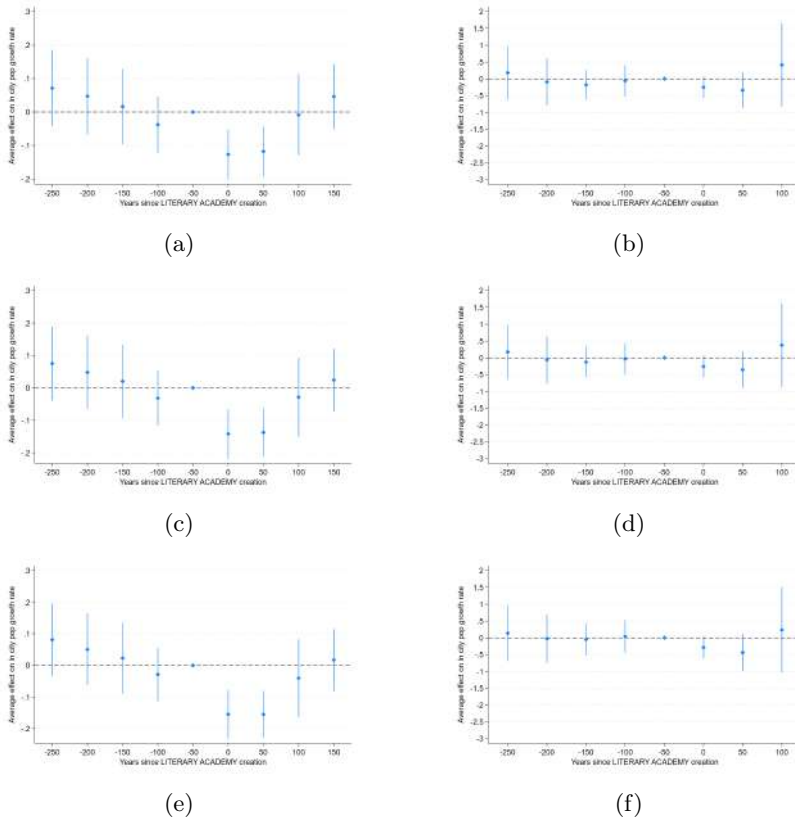 Average effect on ln city pop growth rate
.3
.2
.1
0
-.1
-.2
-250 -200 -150 -100 -50 0 50 100 150
Years since LITERARY ACADEMY creation
(a)
Average effect on ln city pop growth rate
2
1.5
1
.5
0
-.5
-1
-1.5
-2
-2.5
-3
-250 -200 -150 -100 -50 0 50 100
Years since LITERARY ACADEMY creation
(b)
Average effect on ln city pop growth rate
.3
.2
.1
0
-.1
-.2
-250 -200 -150 -100 -50 0 50 100 150
Years since LITERARY ACADEMY creation
(c)
Average effect on ln city pop growth rate
2
1.5
1
.5
0
-.5
-1
-1.5
-2
-2.5
-3
-250 -200 -150 -100 -50 0 50 100
Years since LITERARY ACADEMY creation
(d)
Average effect on ln city pop growth rate
.3
.2
.1
0
-.1
-.2
-250 -200 -150 -100 -50 0 50 100 150
Years since LITERARY ACADEMY creation
(e)
Average effect on ln city pop growth rate
2
1.5
1
.5
0
-.5
-1
-1.5
-2
-2.5
-3
-250 -200 -150 -100 -50 0 50 100
Years since LITERARY ACADEMY creation
(f)